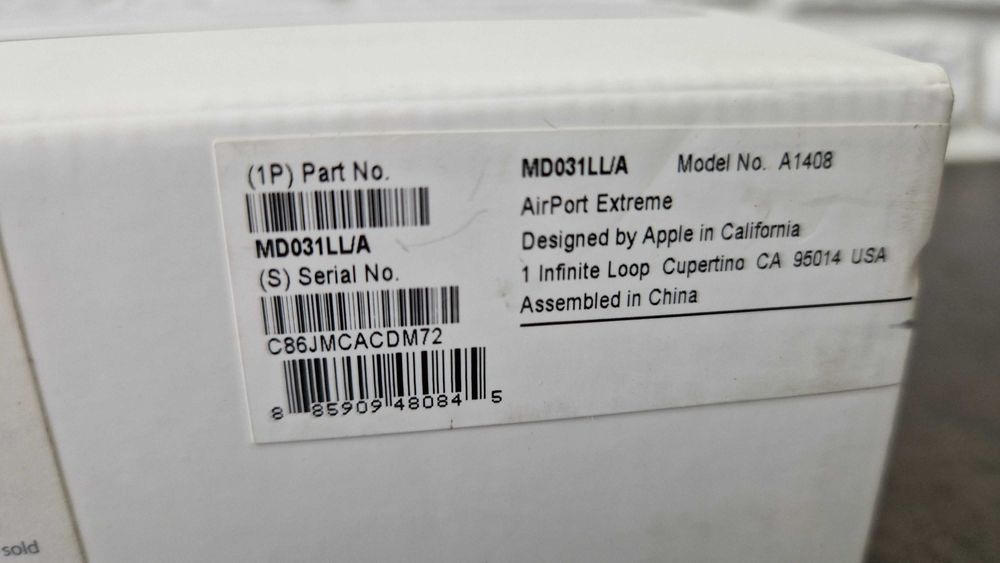 (1P) Part No.
MD031LL/A
(S) Serial No.
C86JMCACDM72
8 85909 48084 5
MD031LL/A Model No. A1408
AirPort Extreme
Designed by Apple in California
1 Infinite Loop Cupertino CA 95014 USA
Assembled in China
sold